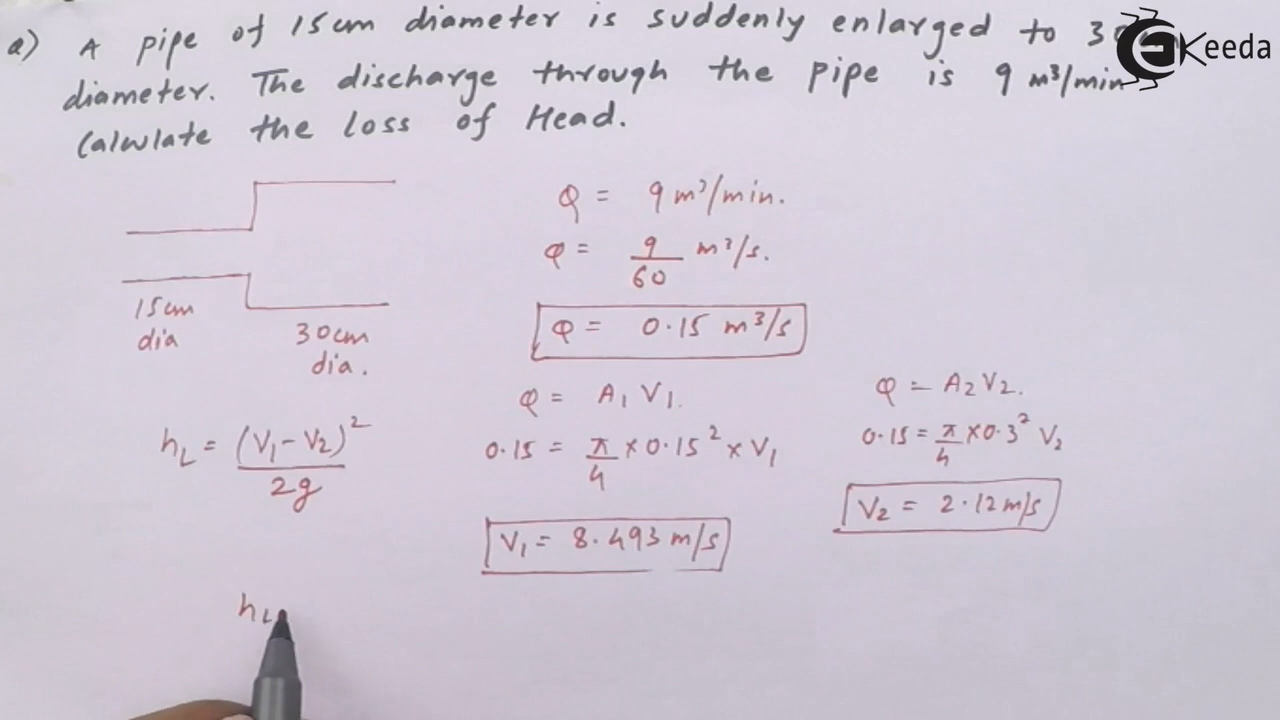 a) A pipe of 15cm diameter is suddenly enlarged to
diameter. The discharge through the pipe is 9 m³/min
Calculate the loss of Head.
Keeda
15cm
dia
30cm
dia.
hL = (V1 - V2)²
2g
hL
Q = 9 m³/min.
Q = 9/60 m³/s.
Q = 0.15 m³/s
Q = A1 V1.
0.15 = π/4 × 0.15² × V1
V1 = 8.493 m/s
Q = A2 V2.
0.15 = π/4 × 0.3² V2
V2 = 2.12 m/s